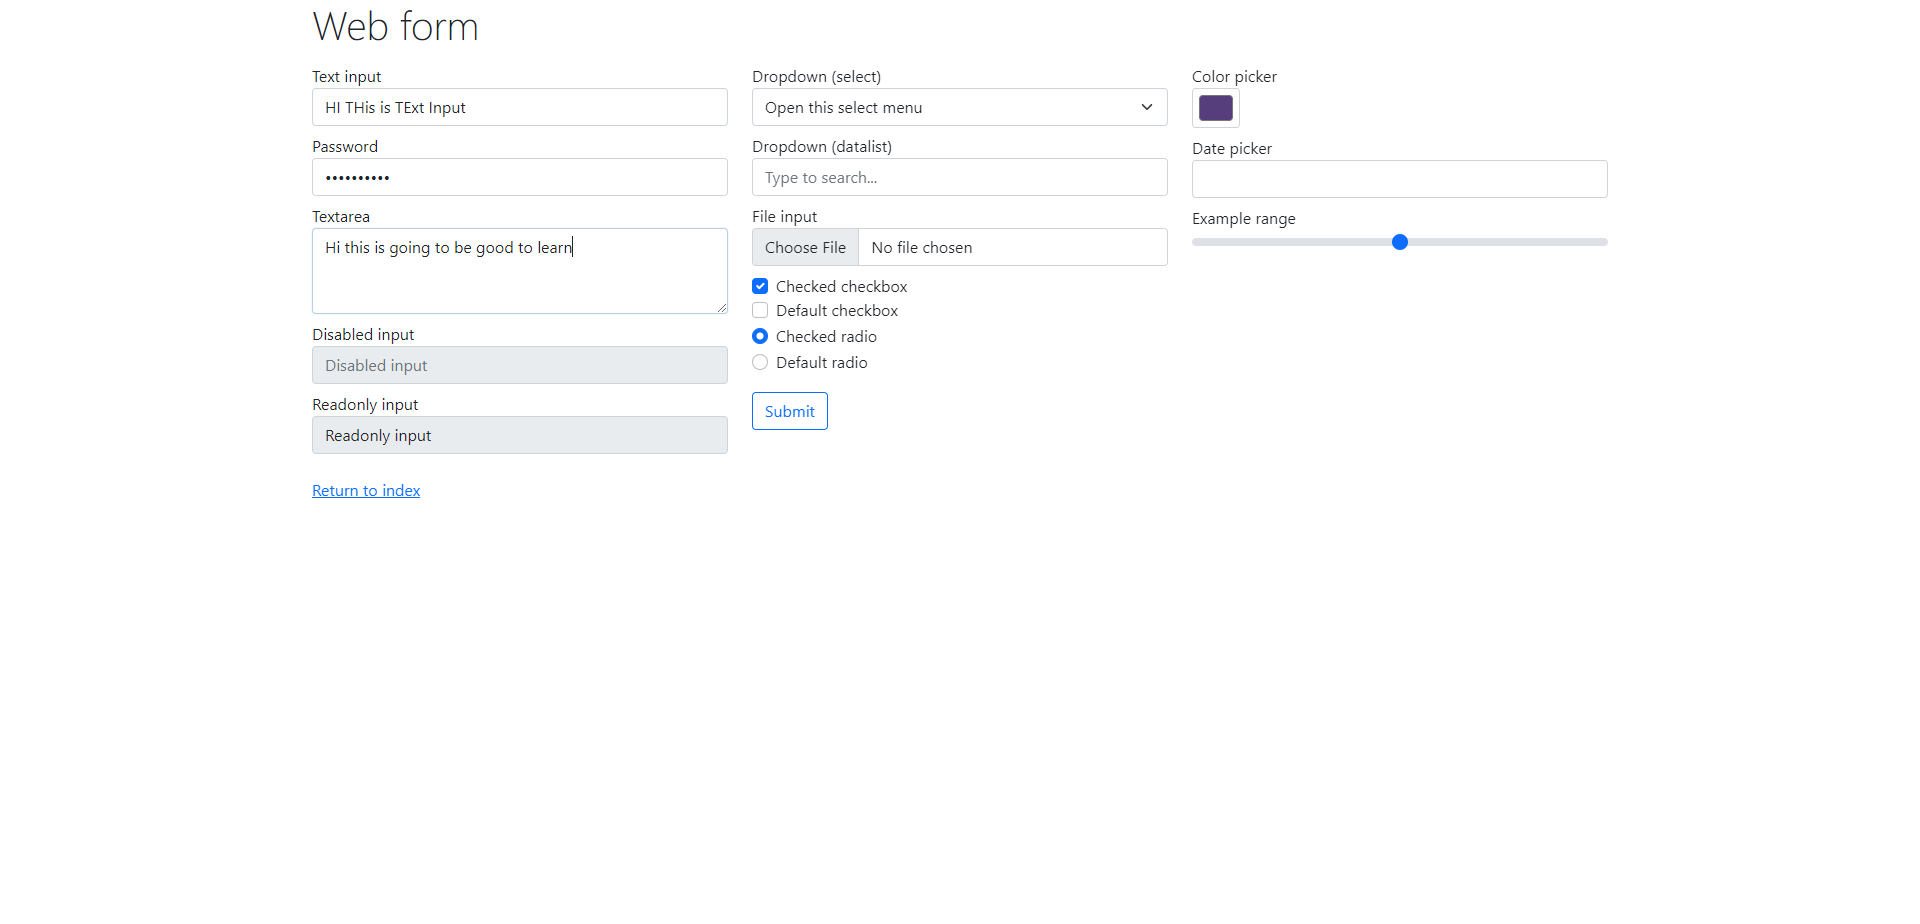 Web form
Text input
HI THis is TExt Input
Password
••••••••••
Textarea
Hi this is going to be good to learn
Disabled input
Disabled input
Readonly input
Readonly input
Return to index
Dropdown (select)
Open this select menu
Dropdown (datalist)
Type to search...
File input
Choose File No file chosen
Checked checkbox
Default checkbox
Checked radio
Default radio
Submit
Color picker
Date picker
Example range